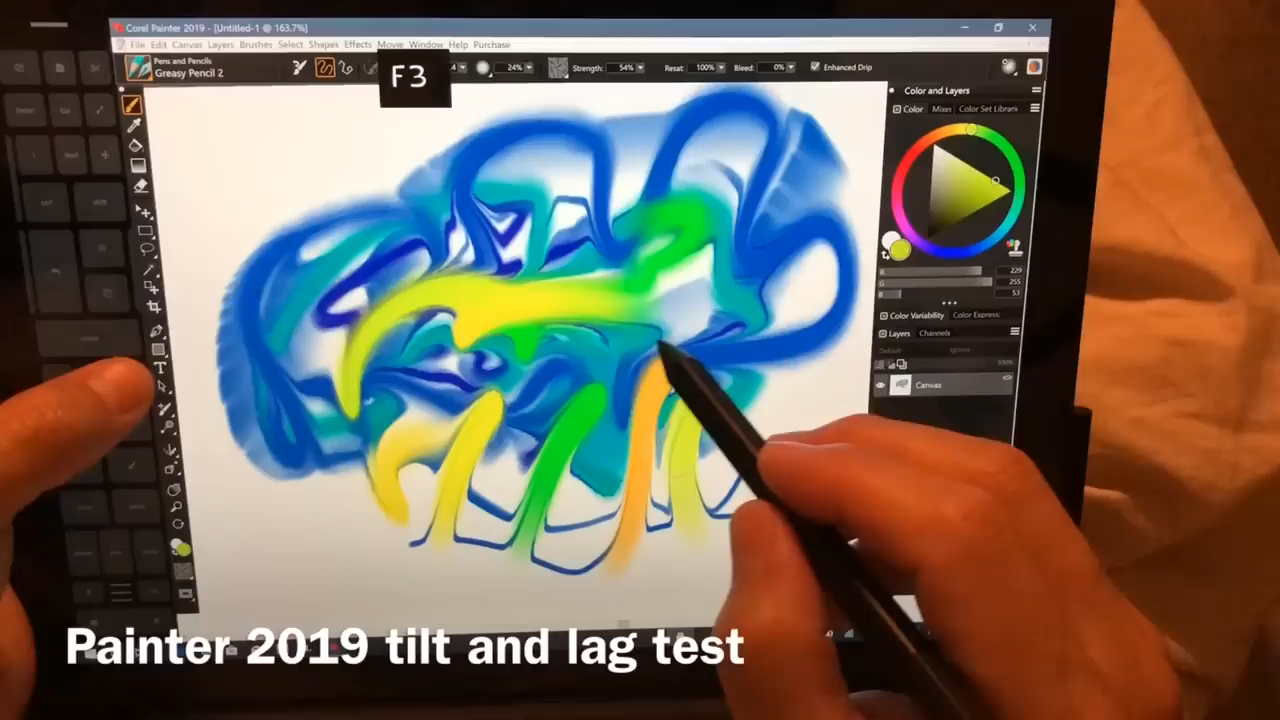 Corel Painter 2019 - [Untitled-1 @ 163.7%]
File Edit Canvas Layers Brushes Select Shapes Effects Movie Window Help Purchase
Pens and Pencils
Greasy Pencil 2
24% Strength: 54% Resat: 100% Bleed: 0% Enhanced Drip
F3
Color and Layers
Color Mixer Color Set Librari
229
255
53
Color Variability Color Express
Layers Channels
Default
100%
Canvas
Painter 2019 tilt and lag test